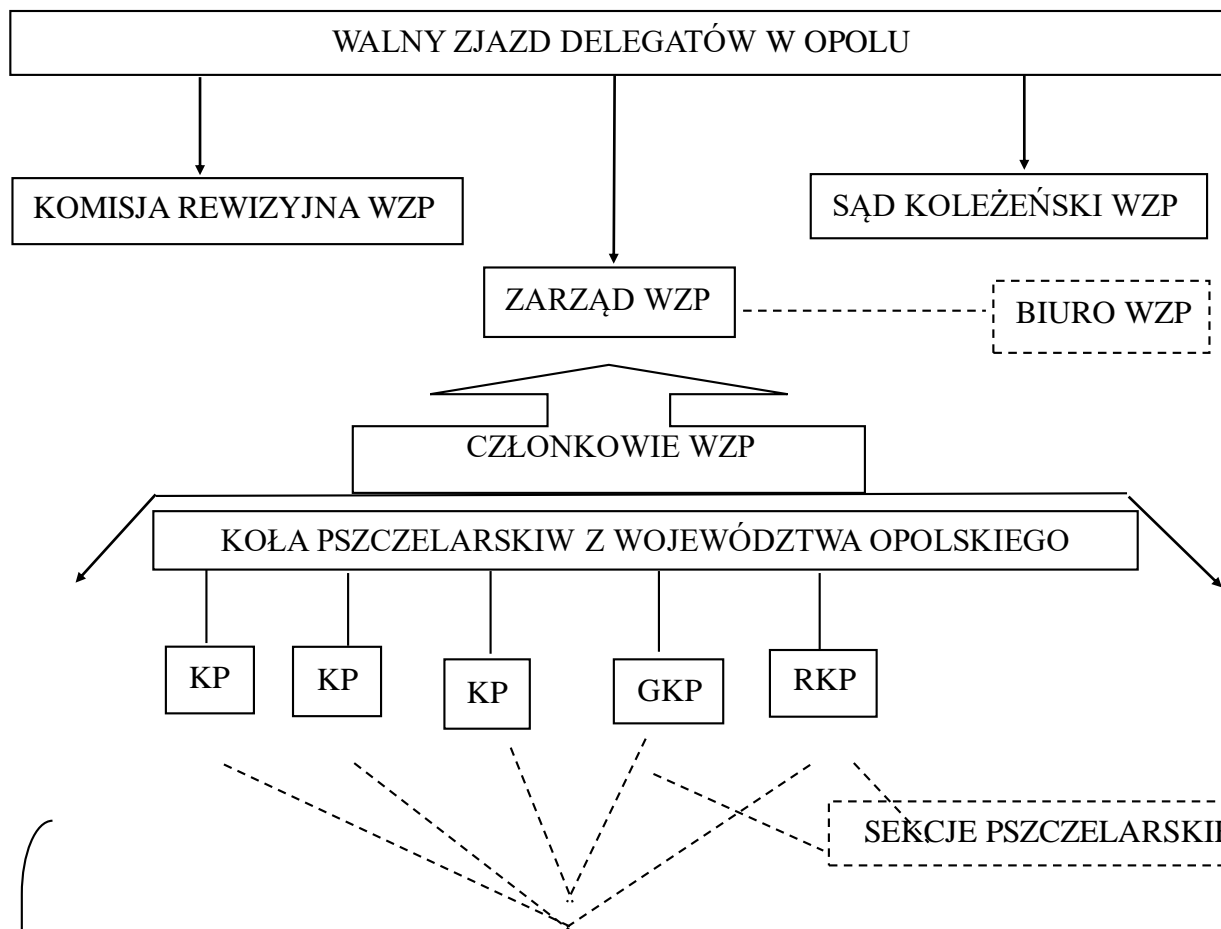 WALNY ZJAZD DELEGATÓW W OPOLU
KOMISJA REWIZYJNA WZP
SĄD KOLEŻEŃSKI WZP
ZARZĄD WZP
BIURO WZP
CZŁONKOWIE WZP
KOŁA PSZCZELARSKIW Z WOJEWÓDZTWA OPOLSKIEGO
KP
KP
KP
GKP
RKP
SEKCJE PSZCZELARSKIE